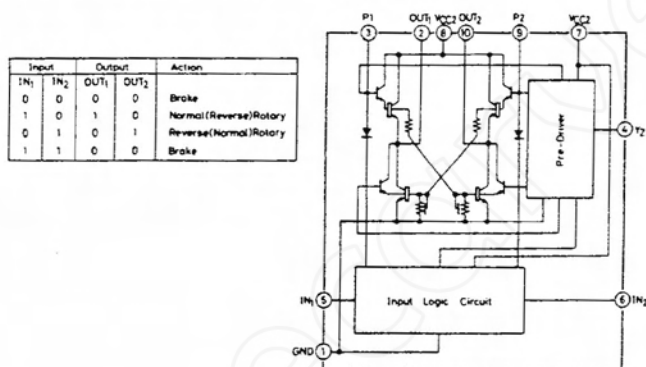 Input Output Action
IN1 IN2 OUT1 OUT2
0 0 0 0 Brake
1 0 1 0 Normal(Reverse)Rotary
0 1 0 1 Reverse(Normal)Rotary
1 1 0 0 Brake
P1 OUT1 VCC2 OUT2 P2 VCC2
3 2 8 10 9 7
Pre-Driver
4
IN1 5 Input Logic Circuit 6 IN2
GND 1